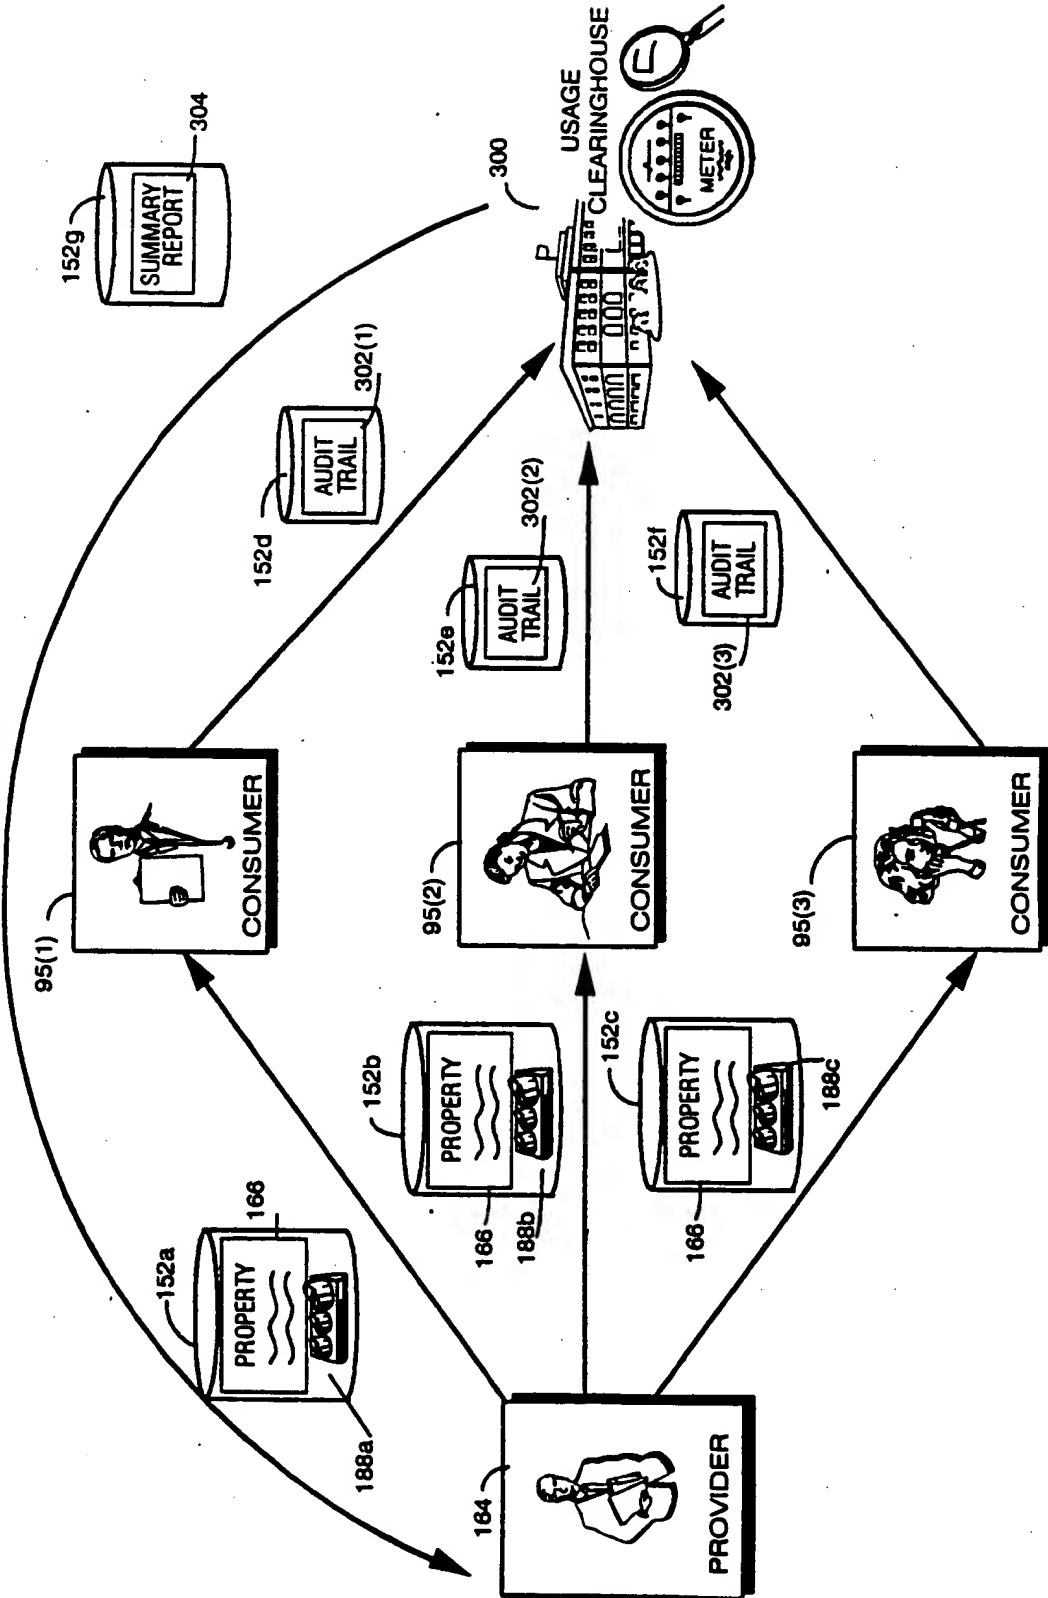 152g
SUMMARY
REPORT
304
300
USAGE
CLEARINGHOUSE
METER
152d
AUDIT
TRAIL
302(1)
152e
AUDIT
TRAIL
302(2)
152f
AUDIT
TRAIL
302(3)
95(1)
CONSUMER
95(2)
CONSUMER
95(3)
CONSUMER
152a
PROPERTY
166
188a
152b
PROPERTY
166
188b
152c
PROPERTY
166
188c
164
PROVIDER